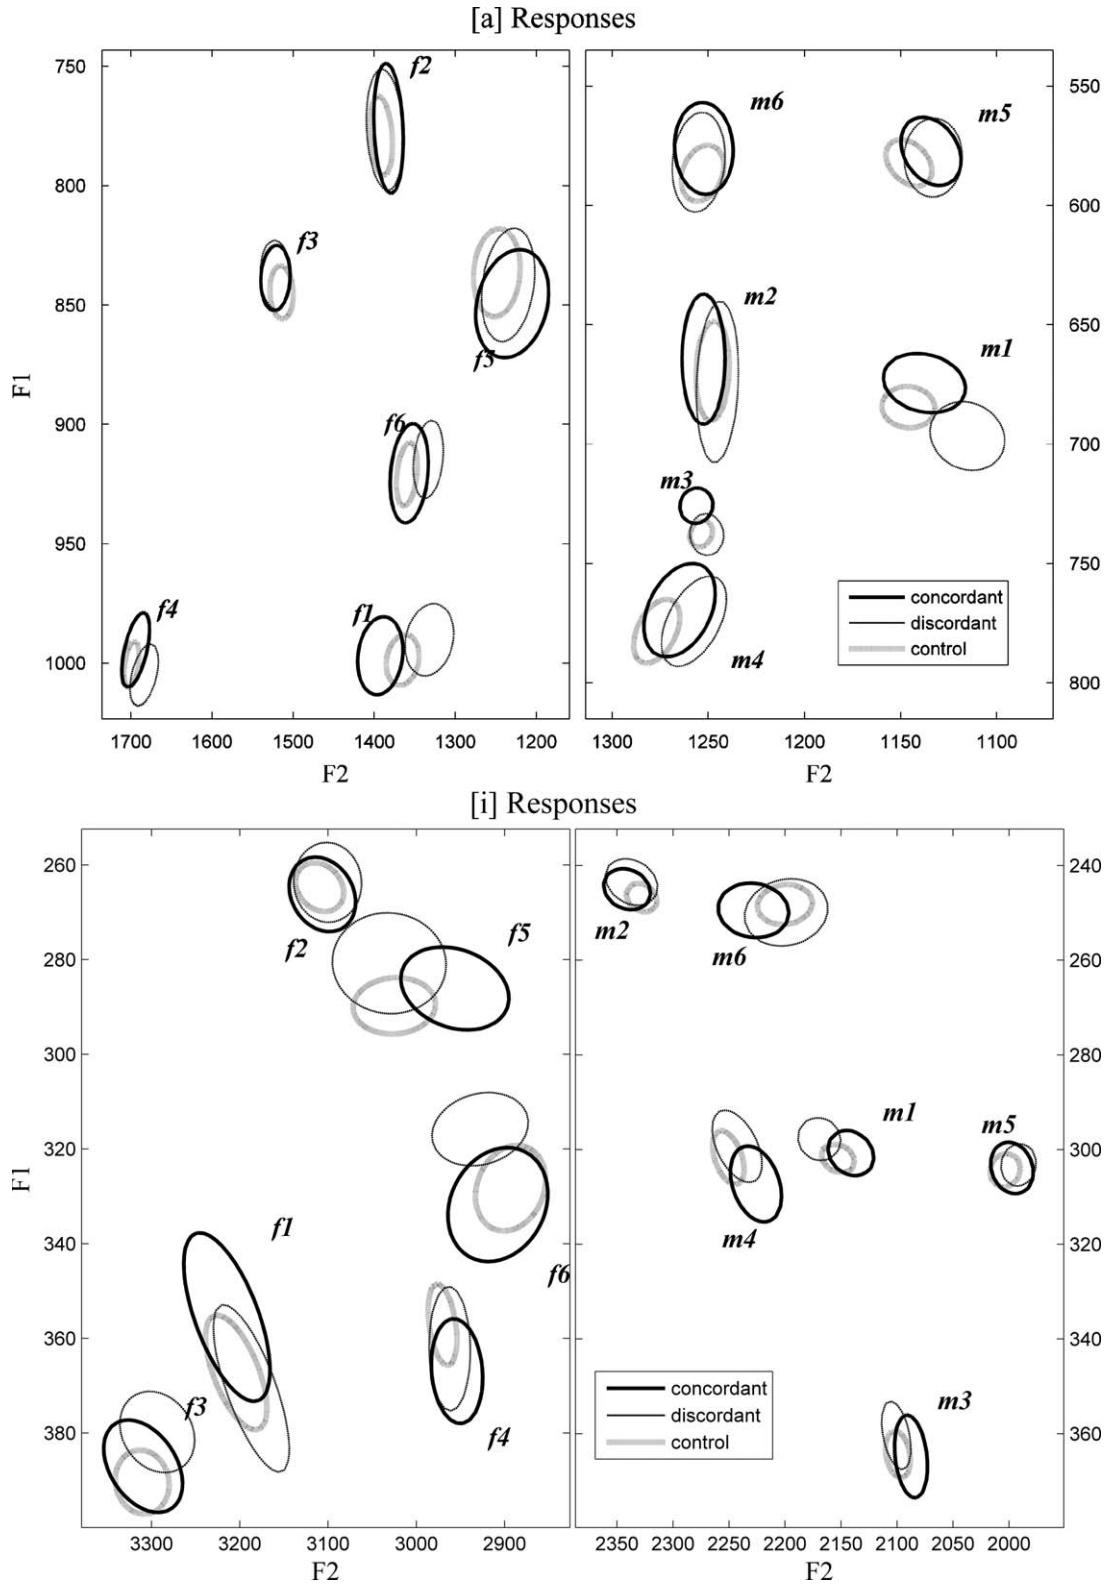 [a] Responses
750
800
850
900
950
1000
F1
f2
f3
f5
f6
f4
f1
1700 1600 1500 1400 1300 1200
F2
550
600
650
700
750
800
m6
m5
m2
m1
m3
m4
concordant
discordant
control
1300 1250 1200 1150 1100
F2
[i] Responses
260
280
300
320
340
360
380
F1
f2
f5
f1
f6
f3
f4
concordant
discordant
control
3300 3200 3100 3000 2900
F2
240
260
280
300
320
340
360
380
m2
m6
m1
m5
m4
m3
concordant
discordant
control
2350 2300 2250 2200 2150 2100 2050 2000
F2